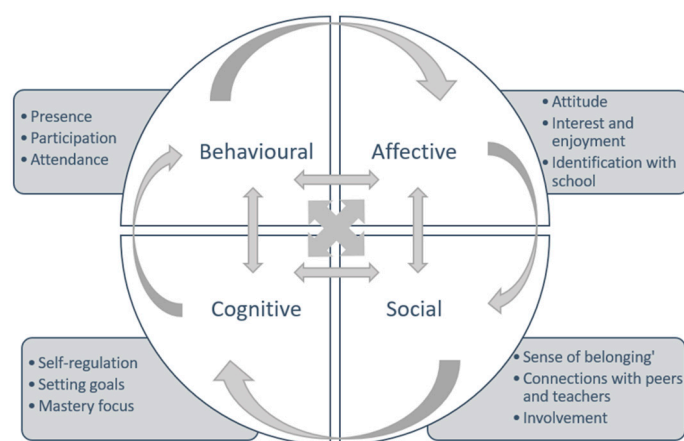 • Presence
• Participation
• Attendance
Behavioural
Affective
• Attitude
• Interest and
enjoyment
• Identification with
school
Cognitive
Social
• Self-regulation
• Setting goals
• Mastery focus
• Sense of belonging'
• Connections with peers
and teachers
• Involvement